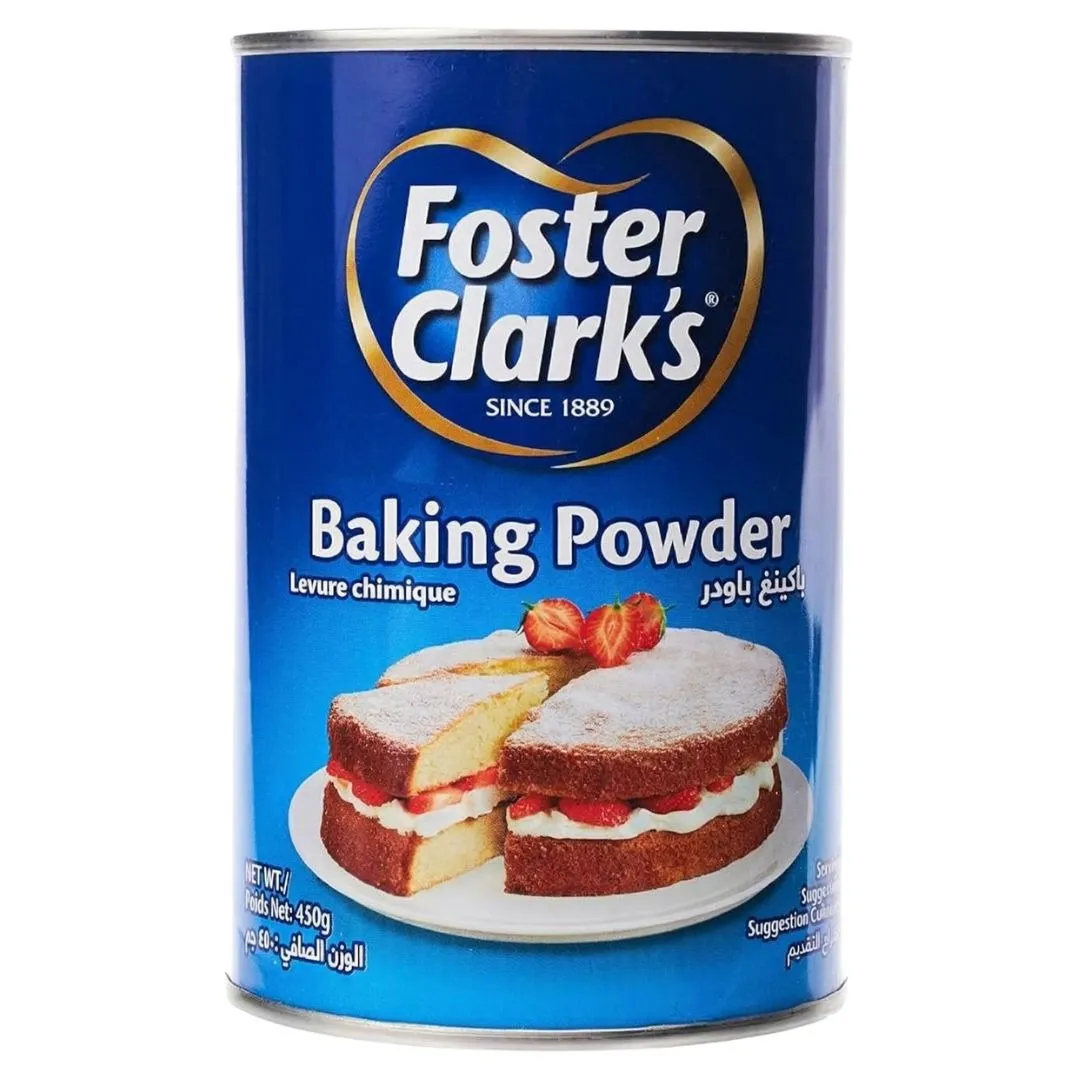 Foster
Clark's®
SINCE 1889
Baking Powder
Levure chimique
باكينغ باودر
NET WT./
Poids Net: 450g
الوزن الصافي: ٤٥٠ جم
Suggestion
التقديم